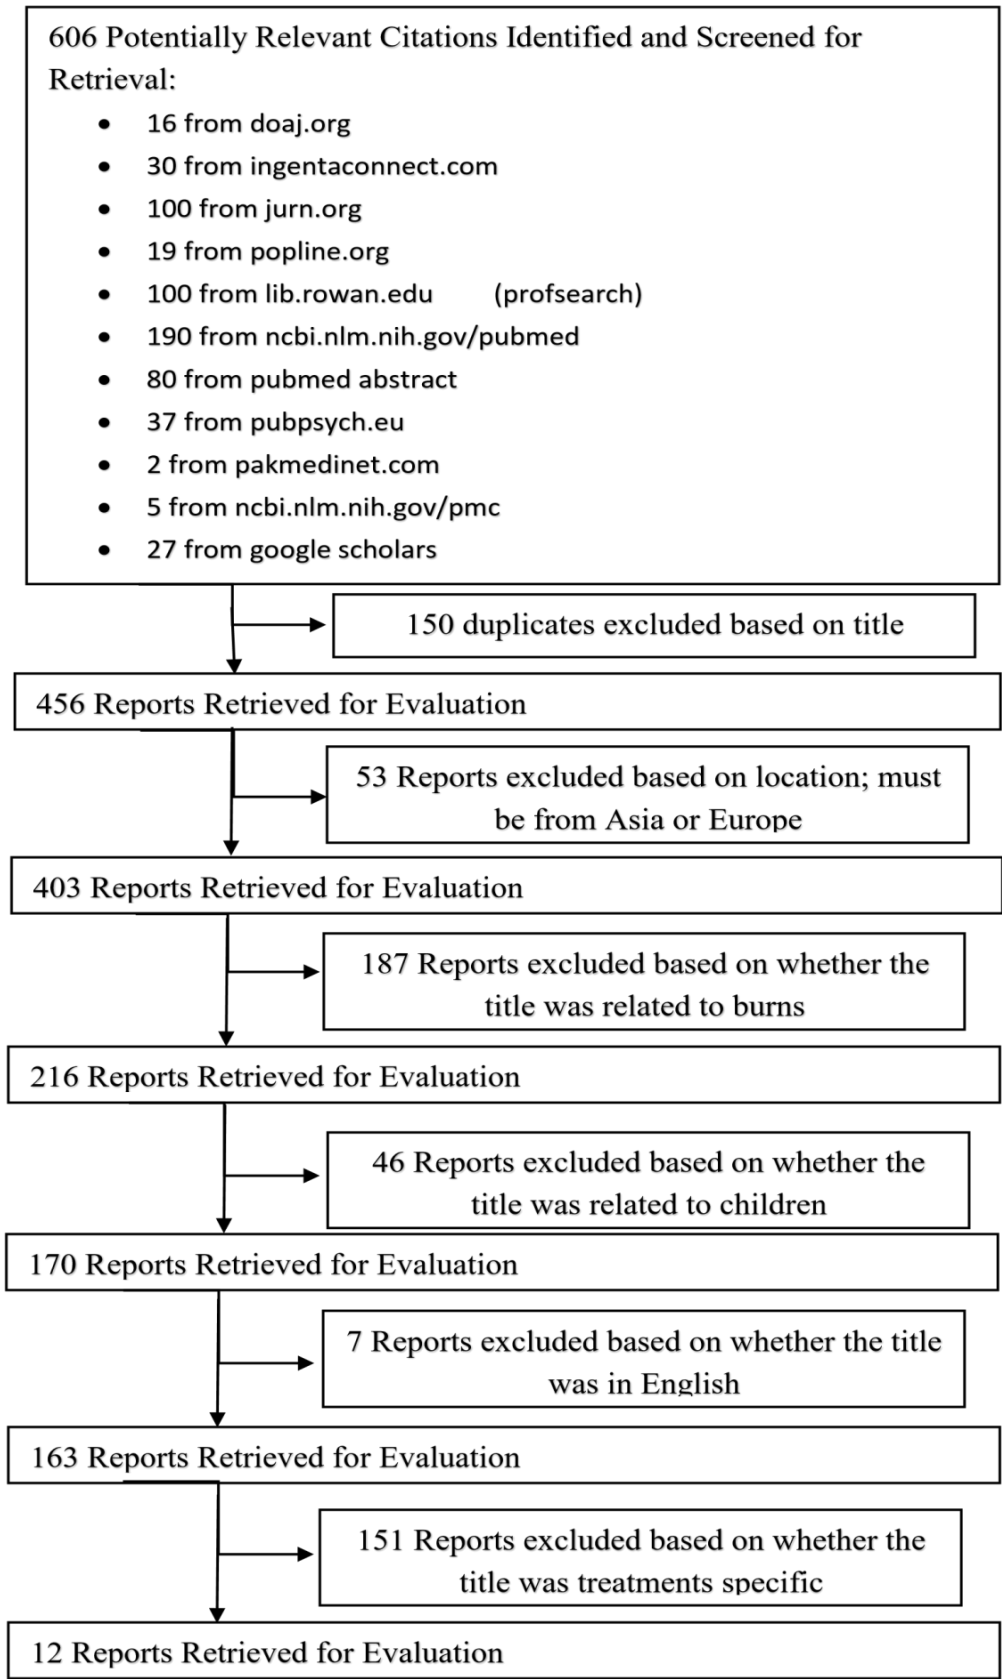 606 Potentially Relevant Citations Identified and Screened for
Retrieval:
• 16 from doaj.org
• 30 from ingentaconnect.com
• 100 from jurn.org
• 19 from popline.org
• 100 from lib.rowan.edu (profsearch)
• 190 from ncbi.nlm.nih.gov/pubmed
• 80 from pubmed abstract
• 37 from pubpsych.eu
• 2 from pakmedinet.com
• 5 from ncbi.nlm.nih.gov/pmc
• 27 from google scholars
150 duplicates excluded based on title
456 Reports Retrieved for Evaluation
53 Reports excluded based on location; must
be from Asia or Europe
403 Reports Retrieved for Evaluation
187 Reports excluded based on whether the
title was related to burns
216 Reports Retrieved for Evaluation
46 Reports excluded based on whether the
title was related to children
170 Reports Retrieved for Evaluation
7 Reports excluded based on whether the title
was in English
163 Reports Retrieved for Evaluation
151 Reports excluded based on whether the
title was treatments specific
12 Reports Retrieved for Evaluation